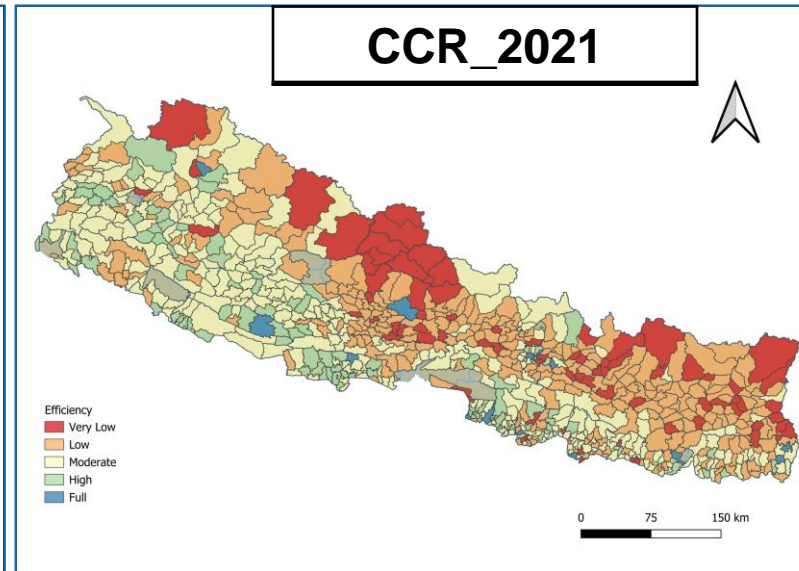 CCR_2021
Efficiency
Very Low
Low
Moderate
High
Full
0 75 150 km